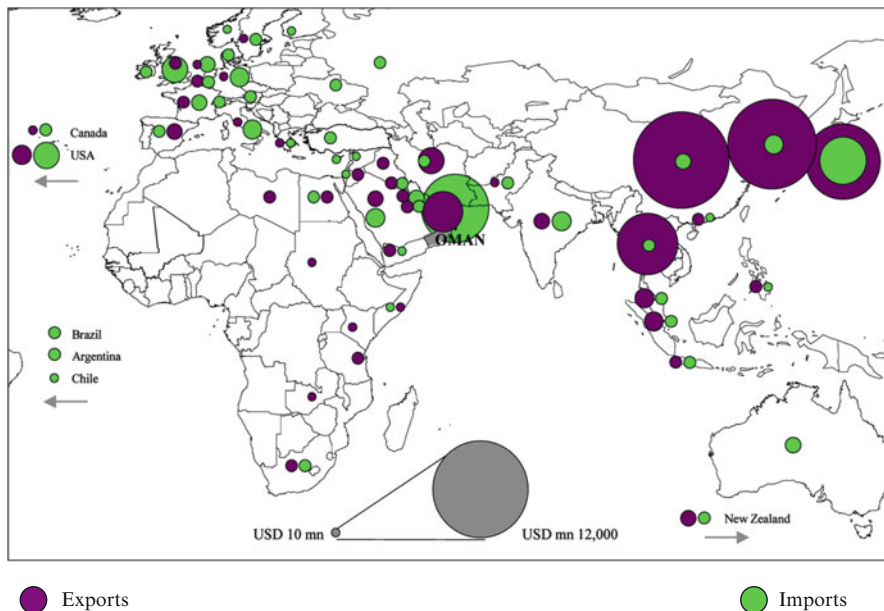 Canada
USA
OMAN
Brazil
Argentina
Chile
USD 10 mn
USD mn 12,000
New Zealand
Exports
Imports